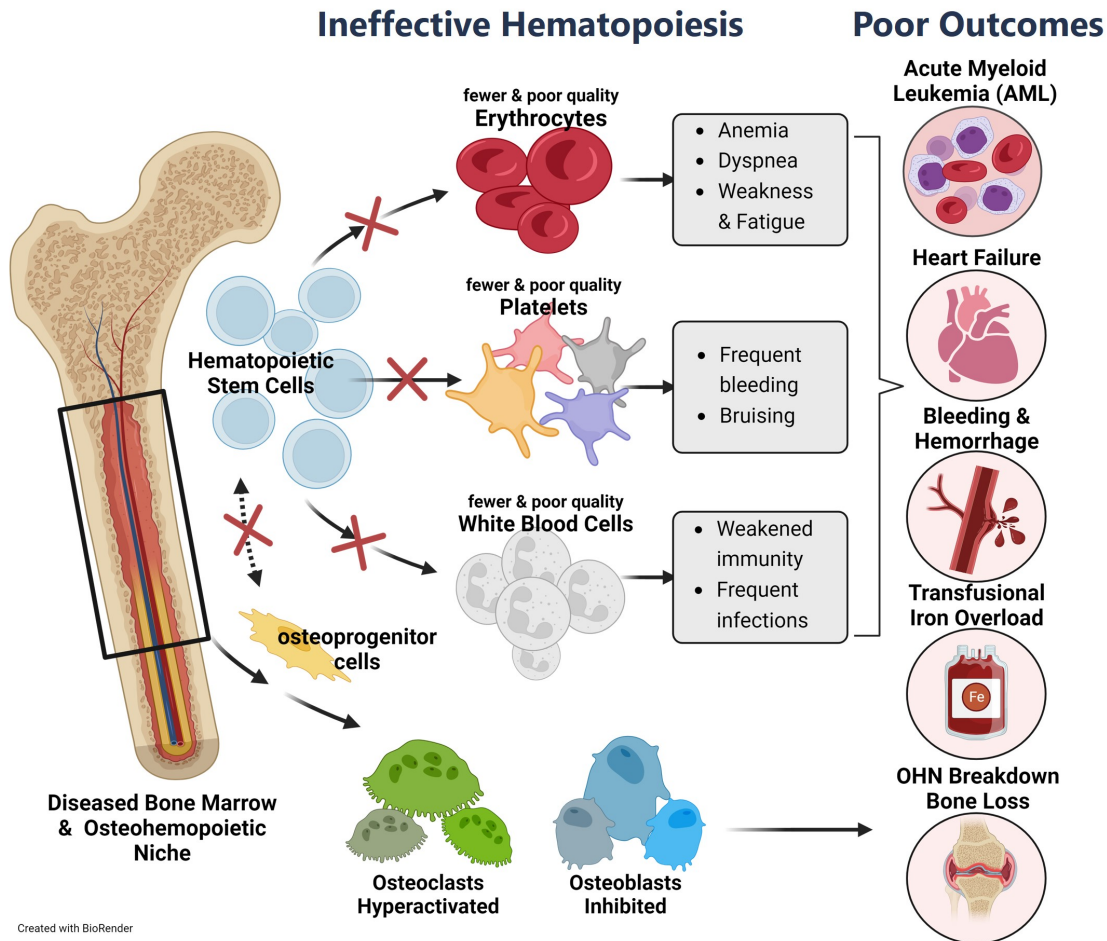 Ineffective Hematopoiesis
Poor Outcomes
fewer & poor quality
Erythrocytes
• Anemia
• Dyspnea
• Weakness
& Fatigue
Acute Myeloid
Leukemia (AML)
Heart Failure
Hematopoietic
Stem Cells
fewer & poor quality
Platelets
• Frequent
bleeding
• Bruising
Bleeding &
Hemorrhage
fewer & poor quality
White Blood Cells
• Weakened
immunity
• Frequent
infections
Transfusional
Iron Overload
Fe
osteoprogenitor
cells
Diseased Bone Marrow
& Osteohemopoietic
Niche
Osteoclasts
Hyperactivated
Osteoblasts
Inhibited
OHN Breakdown
Bone Loss
Created with BioRender